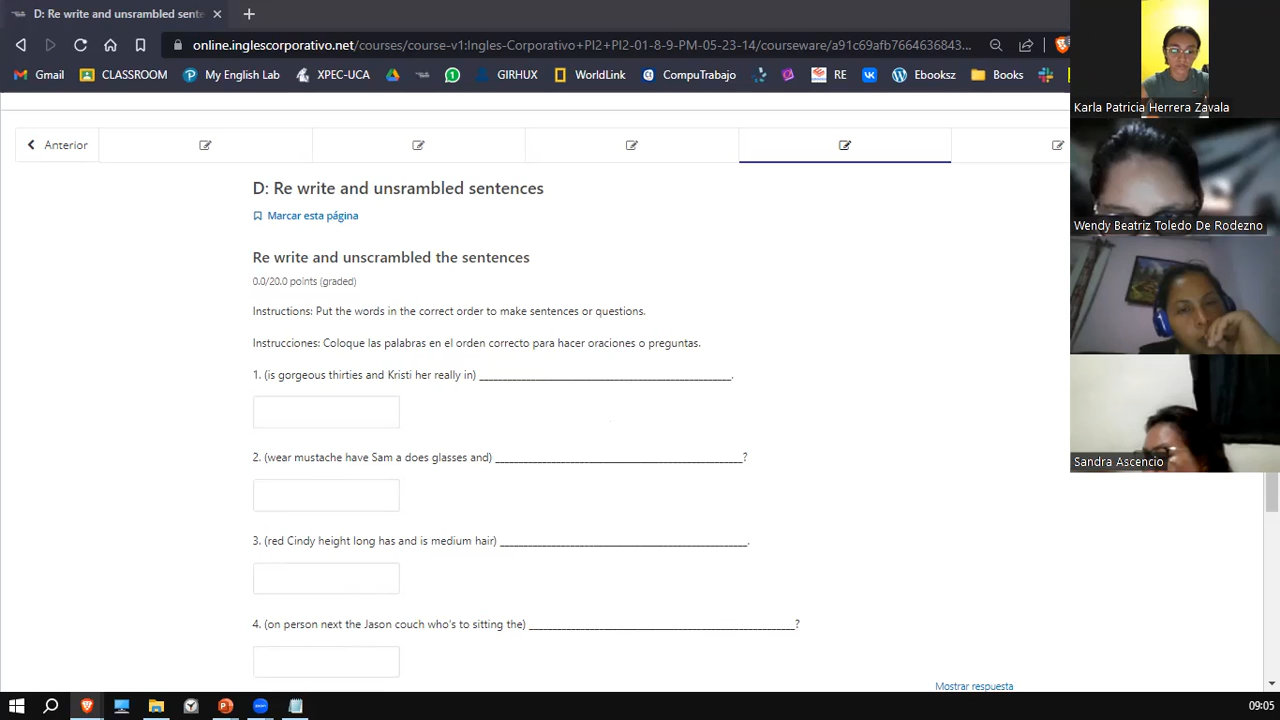 D: Re write and unsrambled sente
online.inglescorporativo.net/courses/course-v1:Ingles-Corporativo+PI2+PI2-01-8-9-PM-05-23-14/courseware/a91c69afb7664636843...
Gmail CLASSROOM My English Lab XPEC-UCA GIRHUX WorldLink CompuTrabajo RE Ebooksz Books
Anterior
D: Re write and unsrambled sentences
Marcar esta página
Re write and unscrambled the sentences
0.0/20.0 points (graded)
Instructions: Put the words in the correct order to make sentences or questions.
Instrucciones: Coloque las palabras en el orden correcto para hacer oraciones o preguntas.
1. (is gorgeous thirties and Kristi her really in) ______________________________________________.
2. (wear mustache have Sam a does glasses and) _____________________________________________?
3. (red Cindy height long has and is medium hair) _____________________________________________.
4. (on person next the Jason couch who's to sitting the) ________________________________________________?
Mostrar respuesta
Karla Patricia Herrera Zavala
Wendy Beatriz Toledo De Rodezno
Sandra Ascencio
09:05